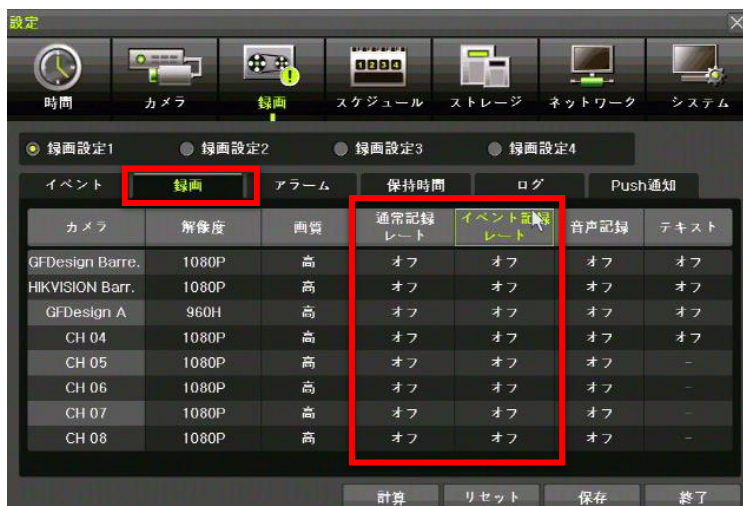 設定
時間 カメラ 録画 スケジュール ストレージ ネットワーク システム
録画設定1 録画設定2 録画設定3 録画設定4
イベント 録画 アラーム 保持時間 ログ Push通知
カメラ 解像度 画質 通常記録レート イベント記録レート 音声記録 テキスト
GFDesign Barre. 1080P 高 オフ オフ オフ オフ
HIKVISION Barr. 1080P 高 オフ オフ オフ オフ
GFDesign A 960H 高 オフ オフ オフ オフ
CH 04 1080P 高 オフ オフ オフ オフ
CH 05 1080P 高 オフ オフ オフ -
CH 06 1080P 高 オフ オフ オフ -
CH 07 1080P 高 オフ オフ オフ -
CH 08 1080P 高 オフ オフ オフ -
計算 リセット 保存 終了